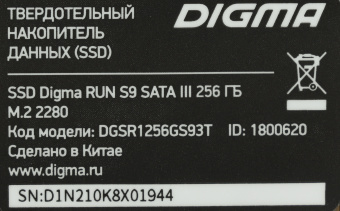 ТВЕРДОТЕЛЬНЫЙ
НАКОПИТЕЛЬ
ДАННЫХ (SSD)
DIGMA
SSD Digma RUN S9 SATA III 256 ГБ
M.2 2280
Код модели: DGSR1256GS93T ID: 1800620
Сделано в Китае
www.digma.ru
SN:D1N210K8X01944